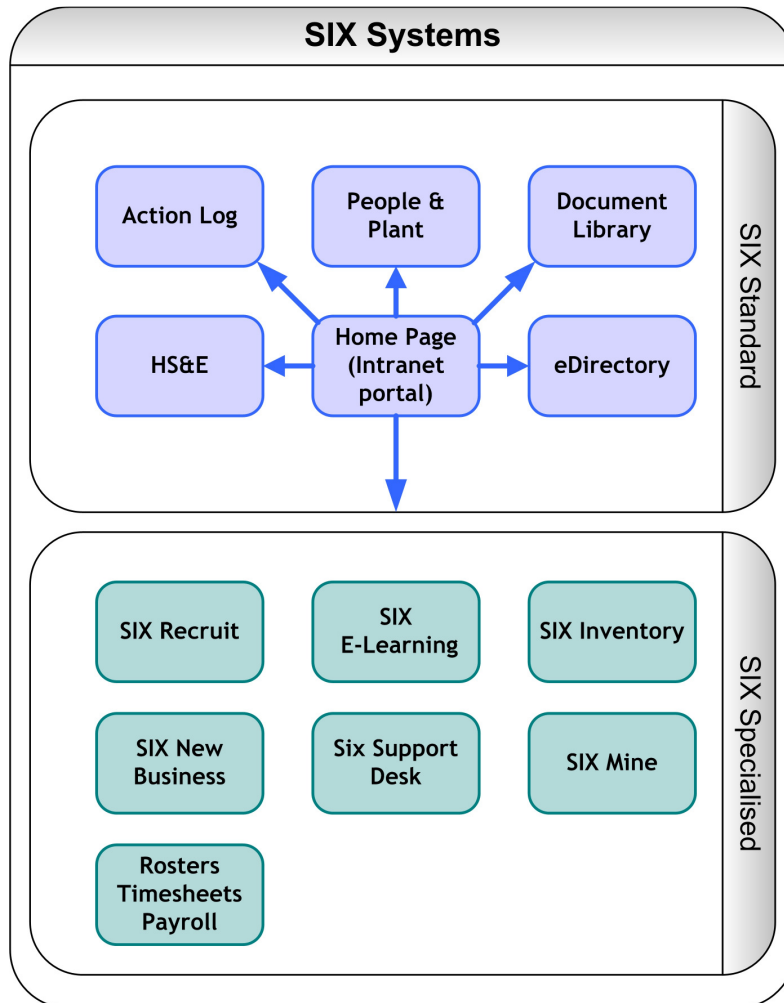 SIX Systems
SIX Standard
Action Log
People &
Plant
Document
Library
HS&E
Home Page
(Intranet
portal)
eDirectory
SIX Specialised
SIX Recruit
SIX
E-Learning
SIX Inventory
SIX New
Business
Six Support
Desk
SIX Mine
Rosters
Timesheets
Payroll